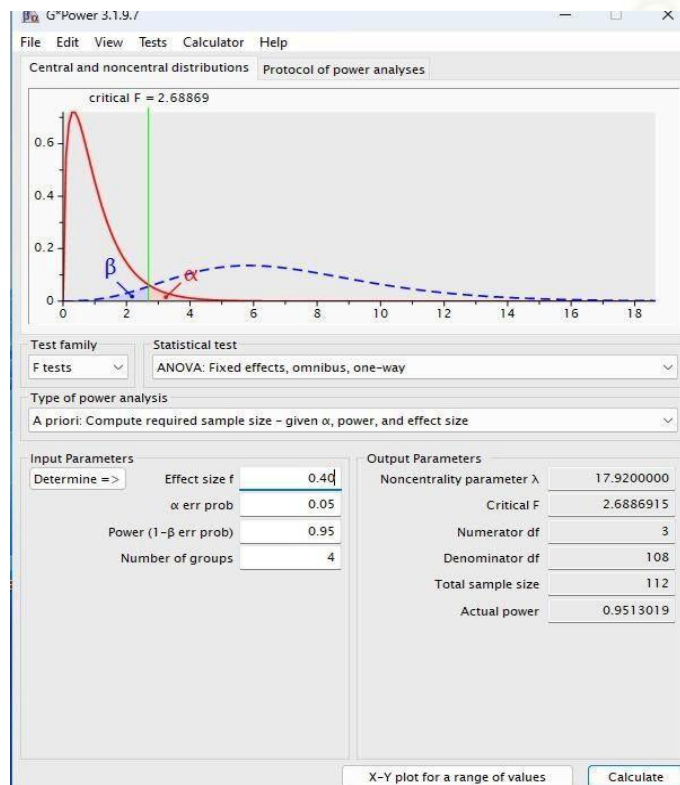 G*Power 3.1.9.7
File Edit View Tests Calculator Help
Central and noncentral distributions Protocol of power analyses
critical F = 2.68869
0.6
0.4
0.2
0
β
α
0 2 4 6 8 10 12 14 16 18
Test family Statistical test
F tests ANOVA: Fixed effects, omnibus, one-way
Type of power analysis
A priori: Compute required sample size - given α, power, and effect size
Input Parameters Output Parameters
Determine => Effect size f 0.40 Noncentrality parameter λ 17.9200000
α err prob 0.05 Critical F 2.6886915
Power (1-β err prob) 0.95 Numerator df 3
Number of groups 4 Denominator df 108
Total sample size 112
Actual power 0.9513019
X-Y plot for a range of values Calculate